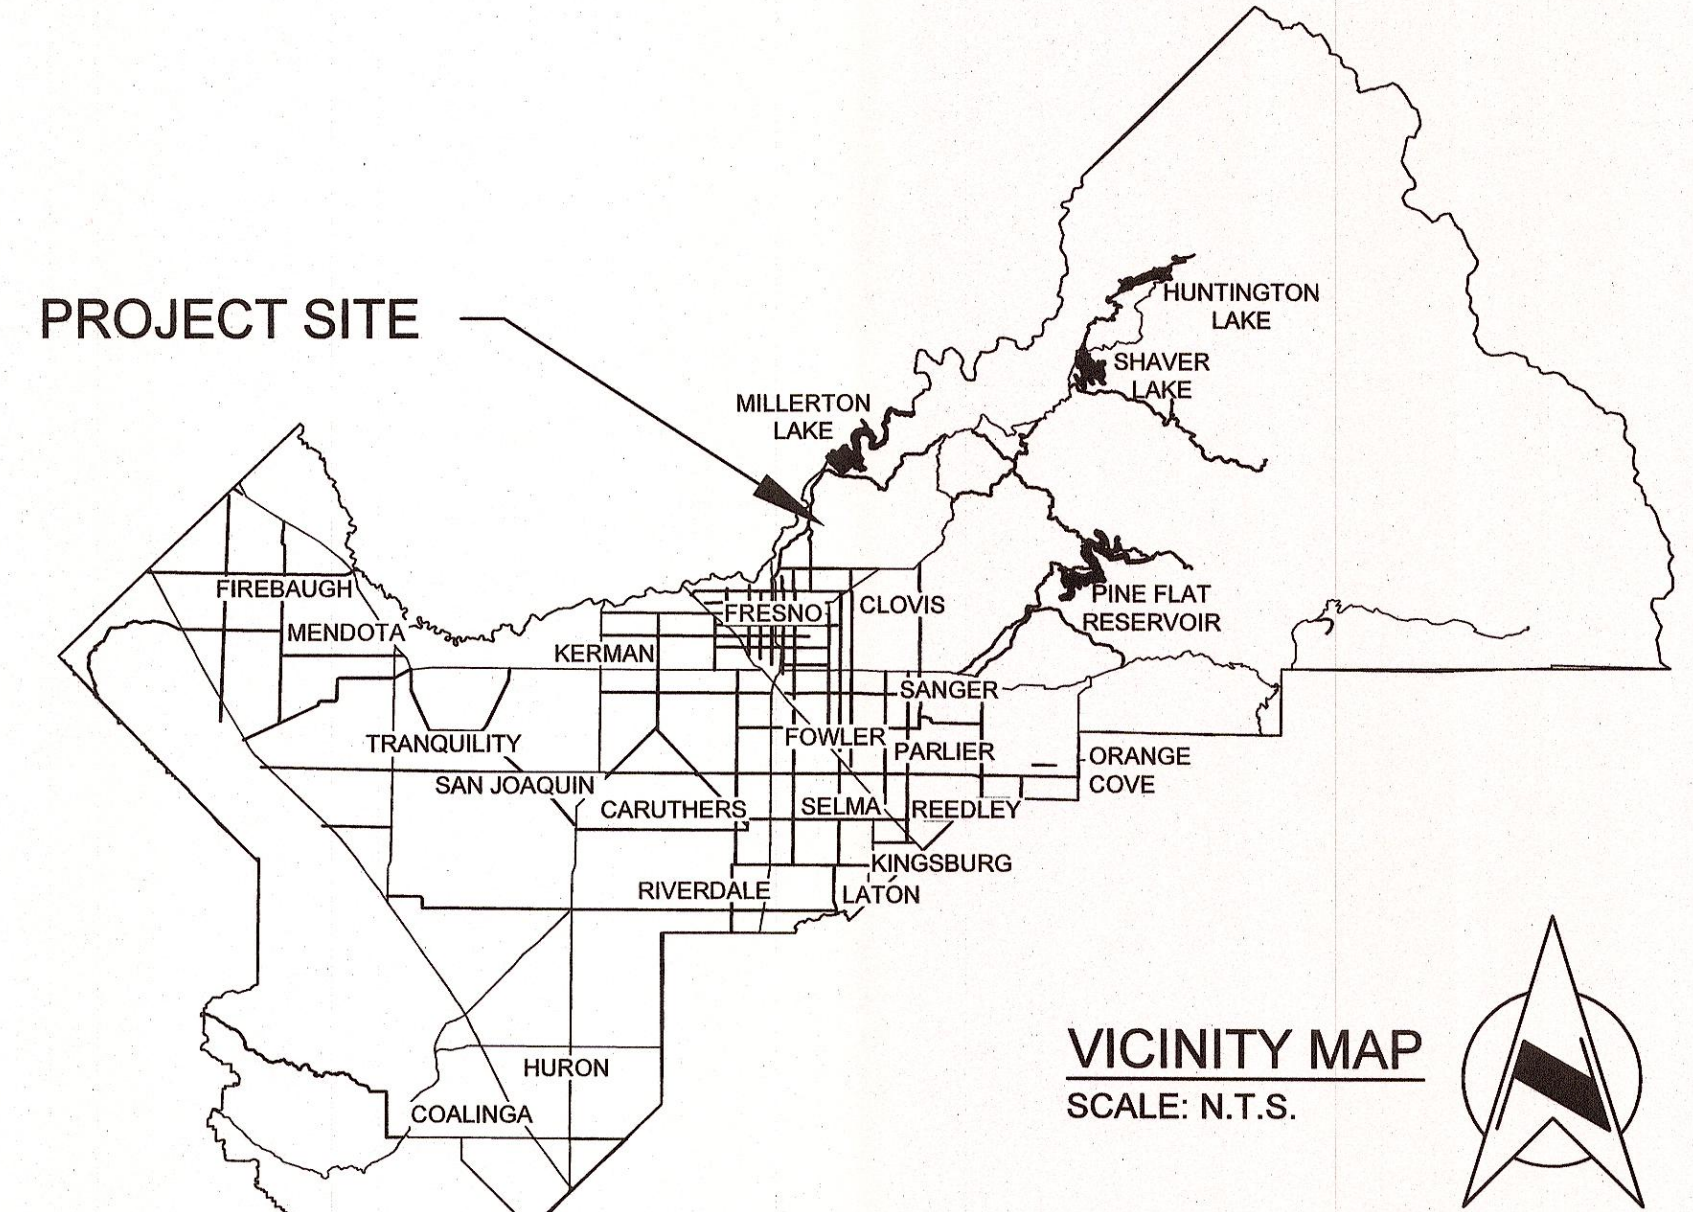 HUNTINGTON
LAKE
PROJECT SITE
SHAVER
LAKE
MILLERTON
LAKE
FIREBAUGH
PINE FLAT
RESERVOIR
CLOVIS
FRESNO
MENDOTA
KERMAN
SANGER
TRANQUILITY
FOWLER
PARLIER
ORANGE
COVE
SAN JOAQUIN
CARUTHERS
SELMA
REEDLEY
KINGSBURG
RIVERDALE
LATON
VICINITY MAP
SCALE: N.T.S.
HURON
COALINGA
N